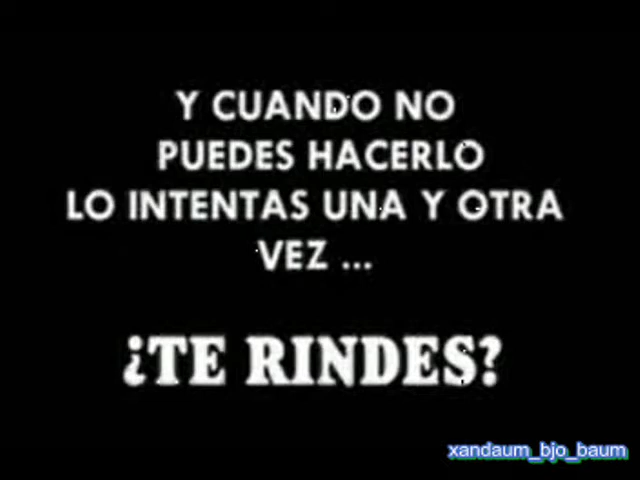 Y CUANDO NO
PUEDES HACERLO
LO INTENTAS UNA Y OTRA
VEZ ...
¿TE RINDES?
xandaum_bjo_baum